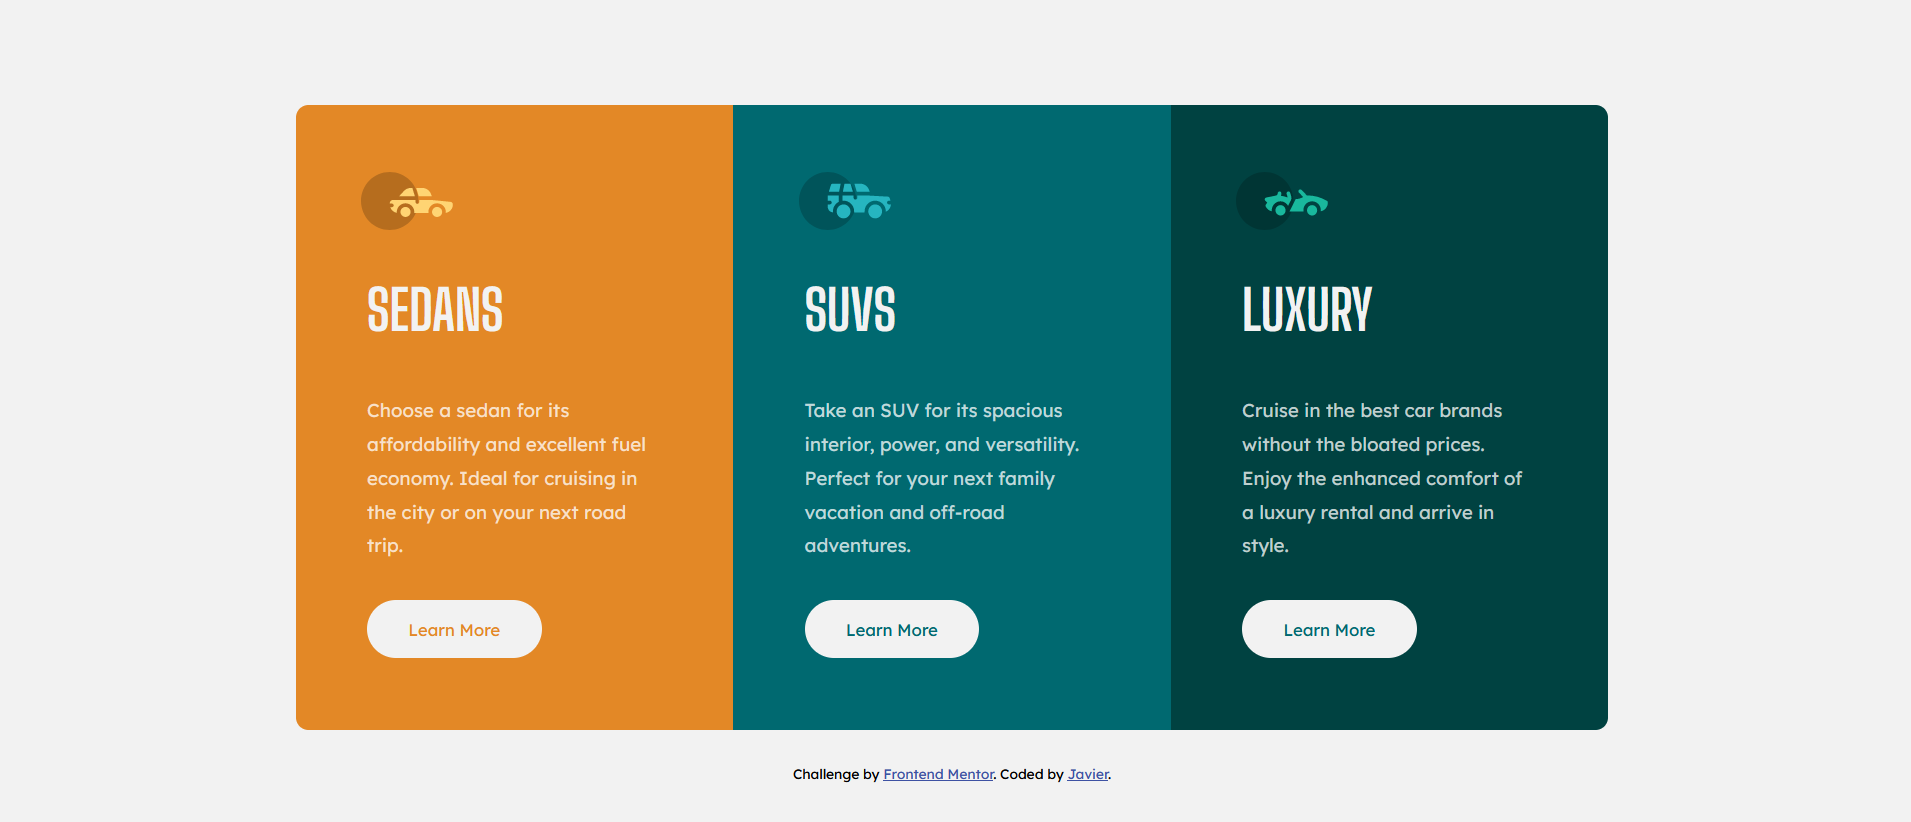 SEDANS
Choose a sedan for its
affordability and excellent fuel
economy. Ideal for cruising in
the city or on your next road
trip.
Learn More
SUVS
Take an SUV for its spacious
interior, power, and versatility.
Perfect for your next family
vacation and off-road
adventures.
Learn More
LUXURY
Cruise in the best car brands
without the bloated prices.
Enjoy the enhanced comfort of
a luxury rental and arrive in
style.
Learn More
Challenge by Frontend Mentor. Coded by Javier.